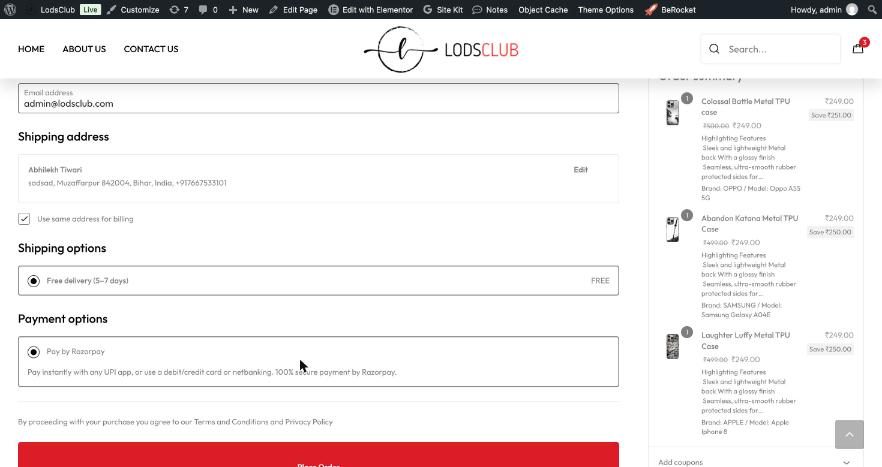 LodsClub Live Customize 7 0 New Edit Page Edit with Elementor Site Kit Notes Object Cache Theme Options BeRocket Howdy, admin
HOME ABOUT US CONTACT US
LODSCLUB
Search...
3
Email address
admin@lodsclub.com
Shipping address
Abhilekh Tiwari
Edit
sadsad, Muzaffarpur 842004, Bihar, India, +917667533101
Use same address for billing
Shipping options
Free delivery (5–7 days)
FREE
Payment options
Pay by Razorpay
Pay instantly with any UPI app, or use a debit/credit card or netbanking. 100% secure payment by Razorpay.
By proceeding with your purchase you agree to our Terms and Conditions and Privacy Policy
Place Order
Order summary
1
Colossal Battle Metal TPU
case
₹249.00
Save ₹251.00
₹500.00 ₹249.00
Highlighting Features
Sleek and lightweight Metal
back With a glossy finish
Seamless, ultra-smooth rubber
protected sides for...
Brand: OPPO / Model: Oppo A55
5G
1
Abandon Katana Metal TPU
Case
₹249.00
Save ₹250.00
₹499.00 ₹249.00
Highlighting Features
Sleek and lightweight Metal
back With a glossy finish
Seamless, ultra-smooth rubber
protected sides for...
Brand: SAMSUNG / Model:
Samsung Galaxy A04E
1
Laughter Luffy Metal TPU
Case
₹249.00
Save ₹250.00
₹499.00 ₹249.00
Highlighting Features
Sleek and lightweight Metal
back With a glossy finish
Seamless, ultra-smooth rubber
protected sides for...
Brand: APPLE / Model: Apple
Iphone 8
Add coupons